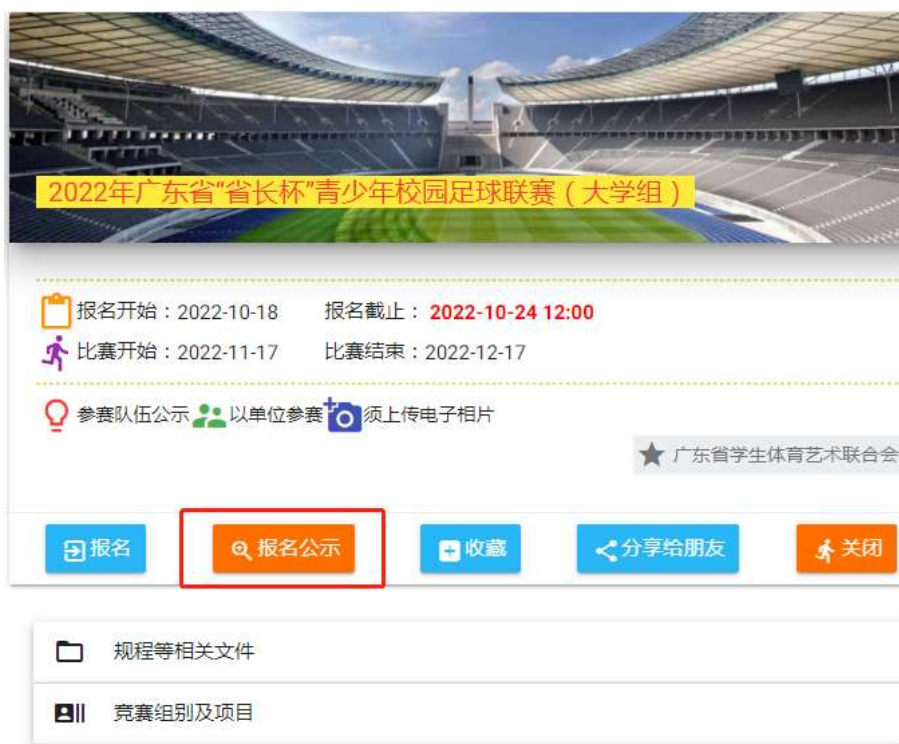 2022年广东省“省长杯”青少年校园足球联赛（大学组）
报名开始：2022-10-18 报名截止：2022-10-24 12:00
比赛开始：2022-11-17 比赛结束：2022-12-17
参赛队伍公示 以单位参赛 须上传电子相片
广东省学生体育艺术联合会
报名 报名公示 收藏 分享给朋友 关闭
规程等相关文件
竞赛组别及项目